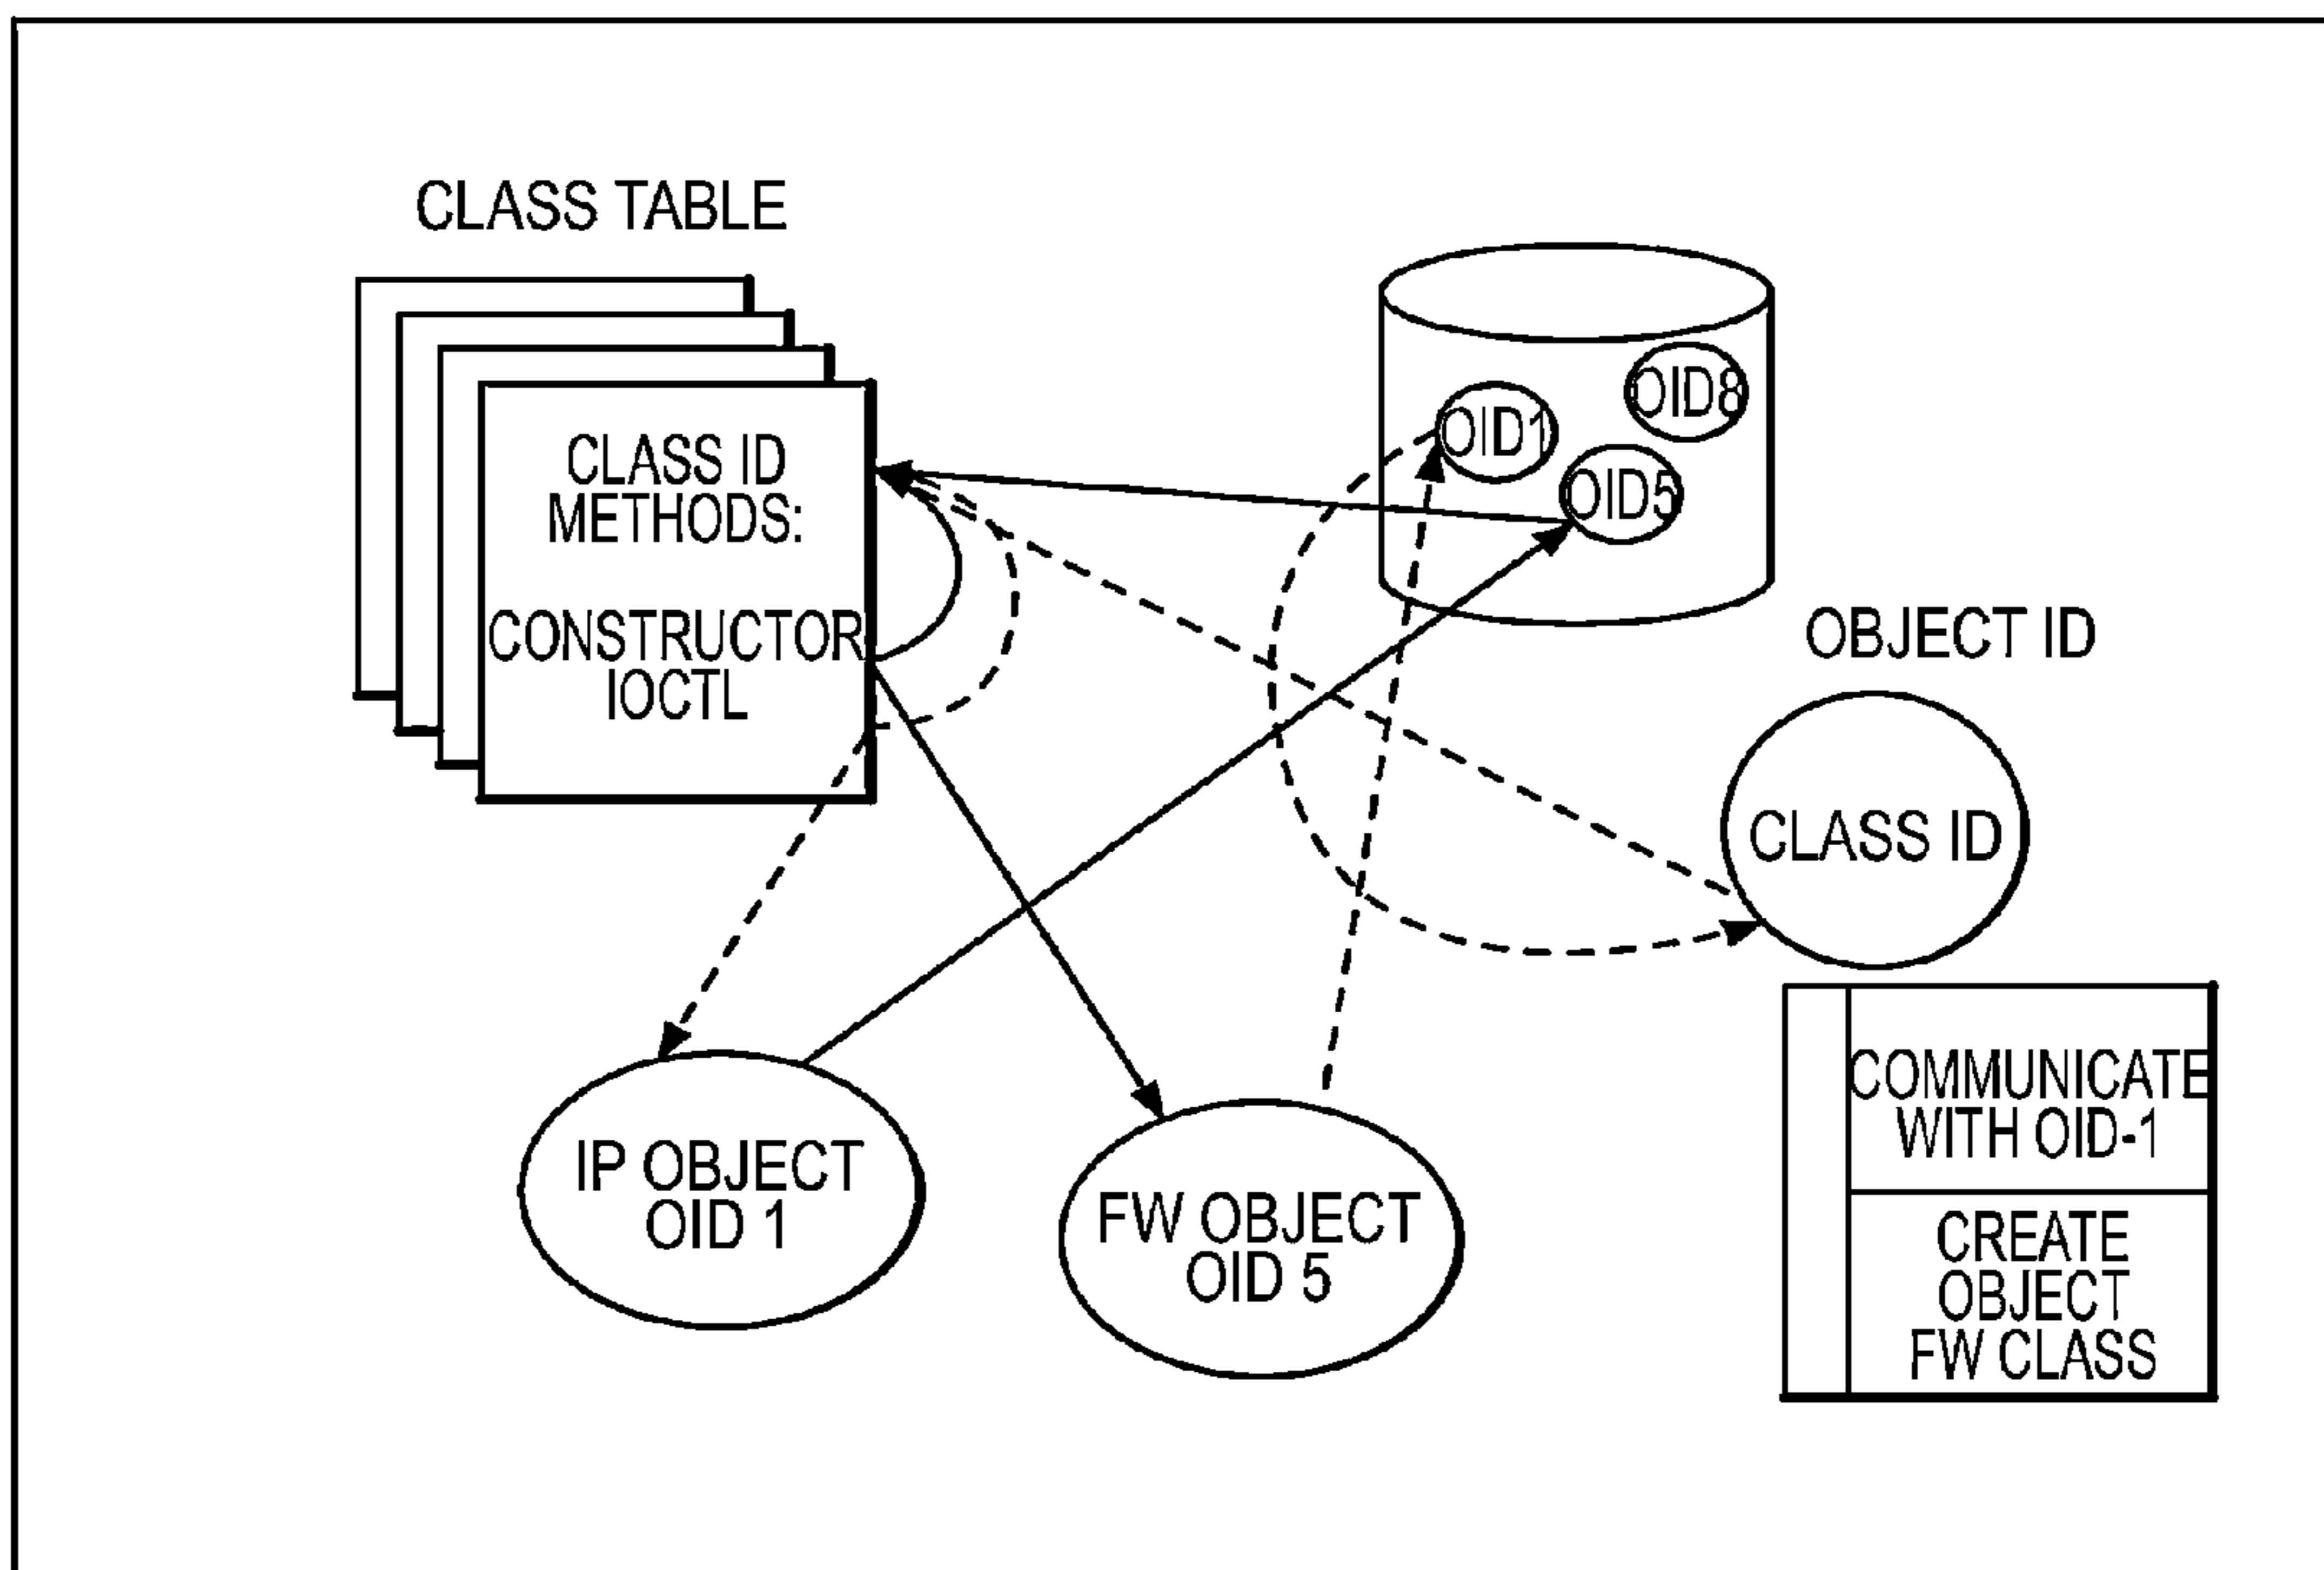 CLASS TABLE
CLASS ID
METHODS:
CONSTRUCTOR
IOCTL
OID8
OID1
OID5
OBJECT ID
CLASS ID
IP OBJECT
OID 1
FW OBJECT
OID 5
COMMUNICATE
WITH OID-1
CREATE
OBJECT
FW CLASS